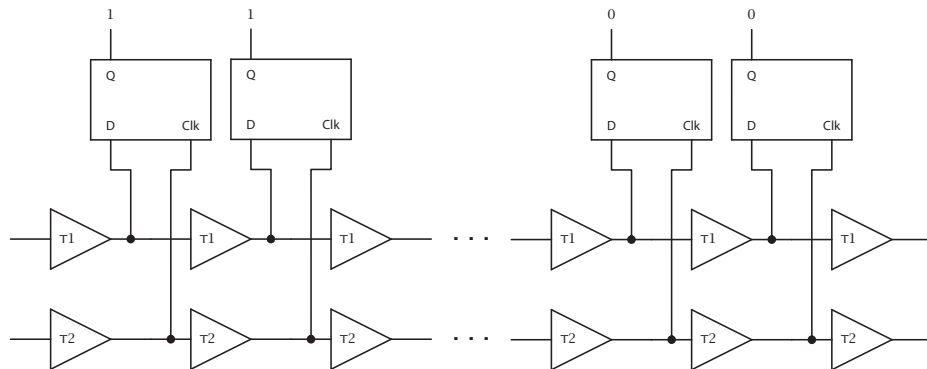 1 1 0 0
Q Q Q Q
D Clk D Clk D Clk D Clk
τ1 τ1 τ1 . . . τ1 τ1 τ1
τ2 τ2 τ2 . . . τ2 τ2 τ2